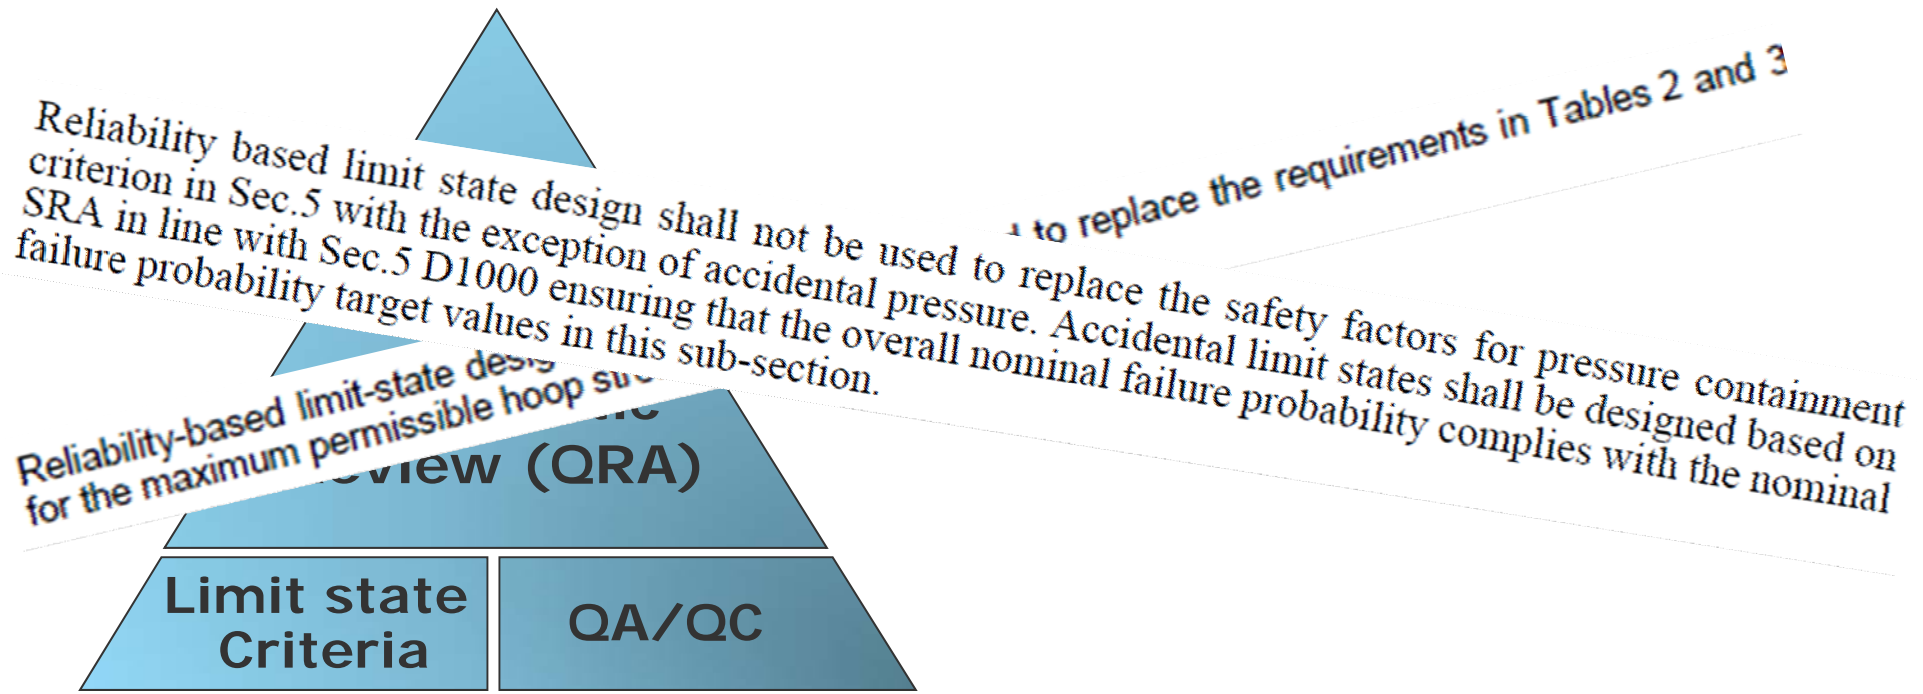 Reliability based limit state design shall not be used to replace the safety factors for pressure containment
criterion in Sec.5 with the exception of accidental pressure. Accidental limit states shall be designed based on
SRA in line with Sec.5 D1000 ensuring that the overall nominal failure probability complies with the nominal
failure probability target values in this sub-section.
Reliability-based limit-state
to replace the requirements in Tables 2 and 3
for the maximum permissible hoop
(QRA)
Limit state
Criteria
QA/QC